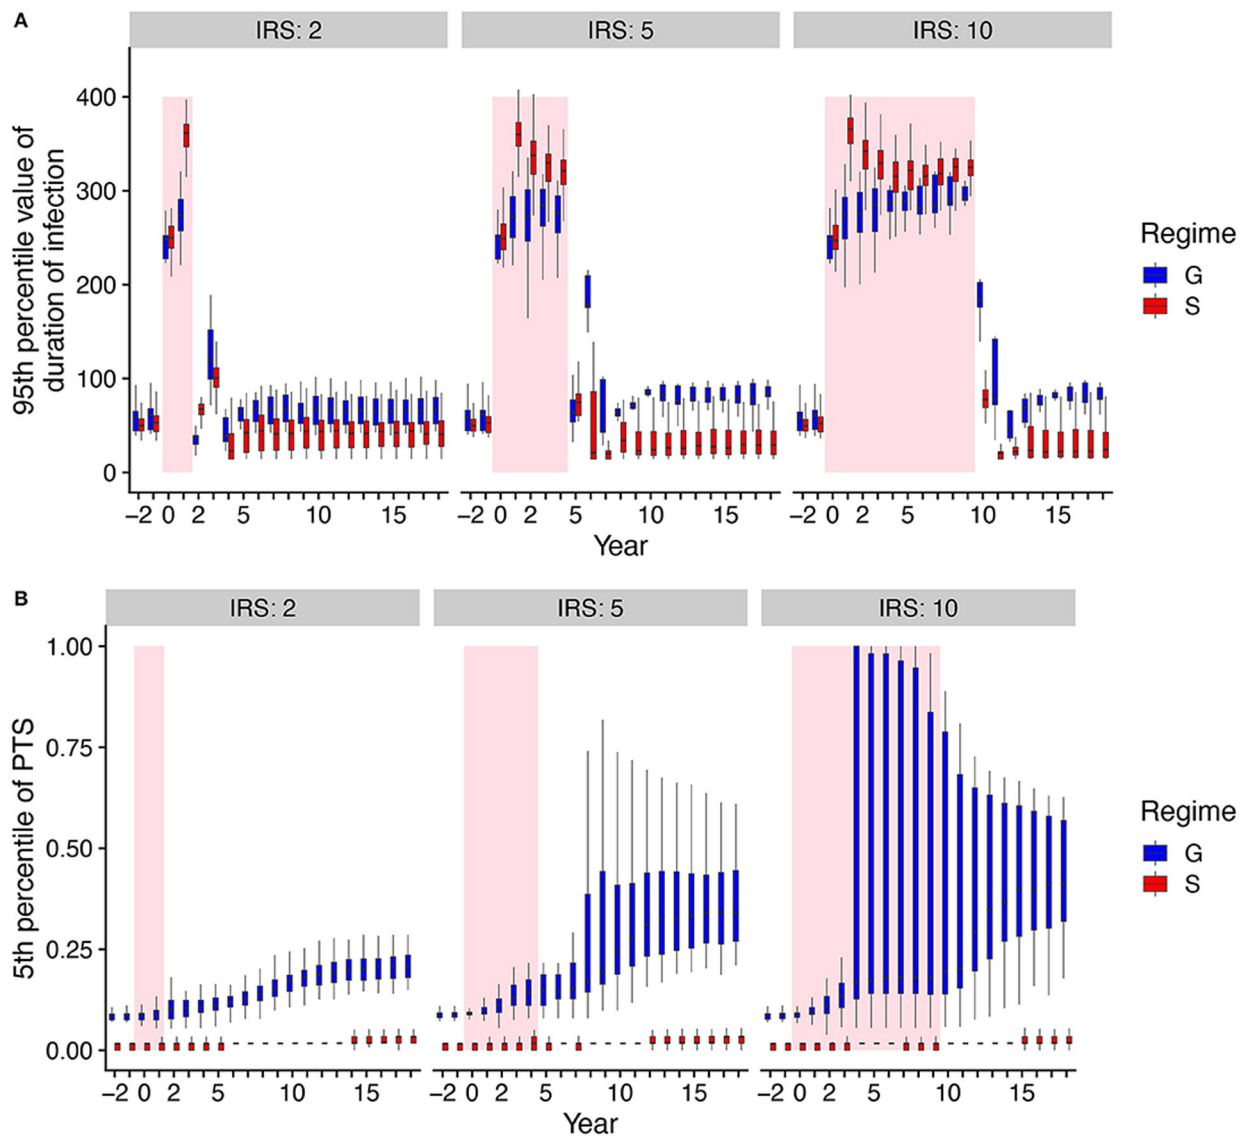 A
IRS: 2 IRS: 5 IRS: 10
95th percentile value of
duration of infection
400
300
200
100
0
−2 0 2 5 10 15 −2 0 2 5 10 15 −2 0 2 5 10 15
Year
Regime
G
S
B
IRS: 2 IRS: 5 IRS: 10
5th percentile of PTS
1.00
0.75
0.50
0.25
0.00
−2 0 2 5 10 15 −2 0 2 5 10 15 −2 0 2 5 10 15
Year
Regime
G
S